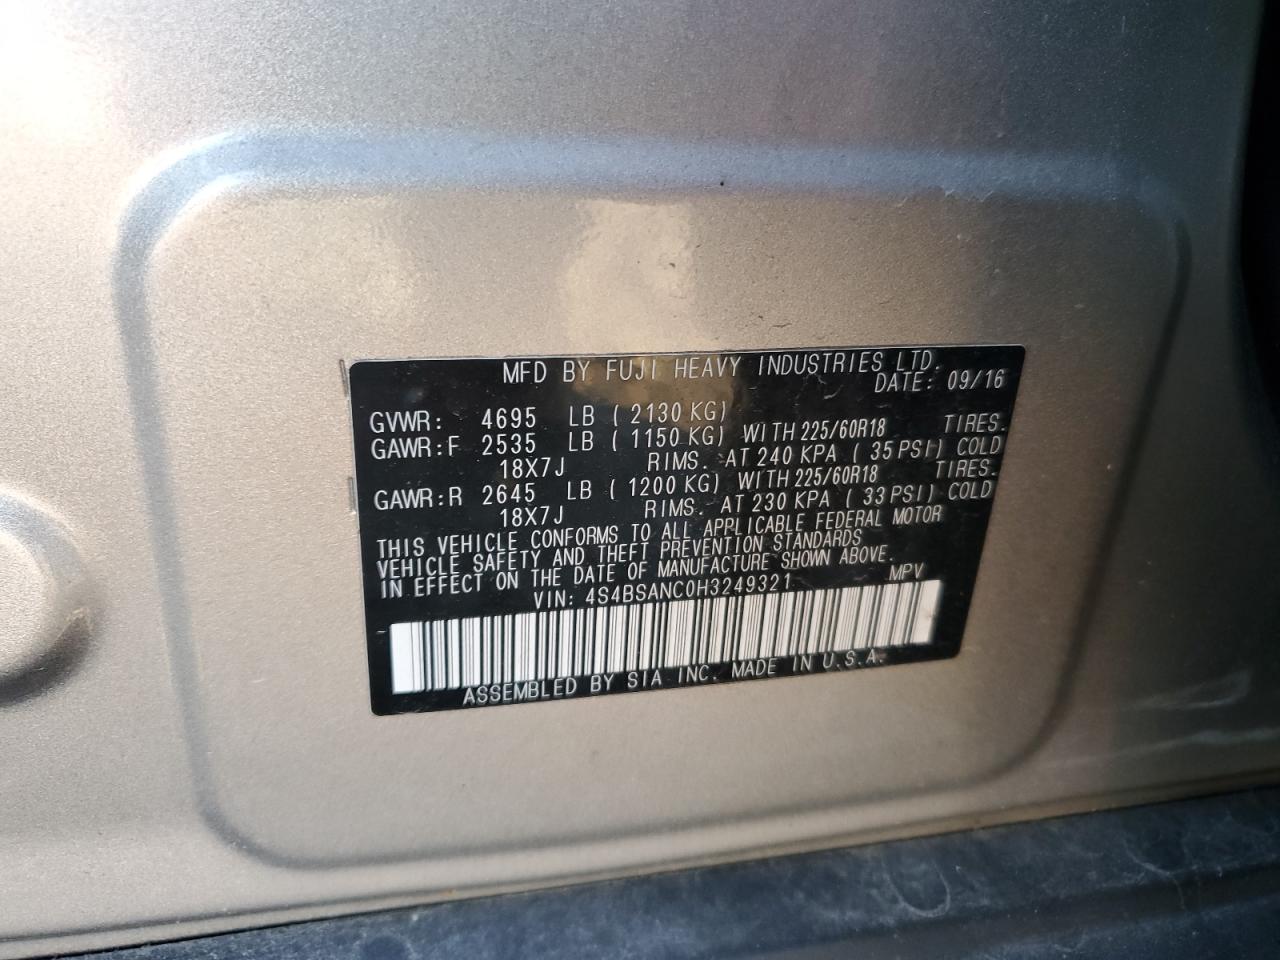 MFD BY FUJI HEAVY INDUSTRIES LTD.
DATE: 09/16
GVWR: 4695 LB ( 2130 KG)
GAWR:F 2535 LB ( 1150 KG) WITH 225/60R18 TIRES.
18X7J RIMS. AT 240 KPA ( 35 PSI) COLD
GAWR:R 2645 LB ( 1200 KG) WITH 225/60R18 TIRES.
18X7J RIMS. AT 230 KPA ( 33 PSI) COLD
THIS VEHICLE CONFORMS TO ALL APPLICABLE FEDERAL MOTOR
VEHICLE SAFETY AND THEFT PREVENTION STANDARDS
IN EFFECT ON THE DATE OF MANUFACTURE SHOWN ABOVE.
VIN: 4S4BSANC0H3249321 MPV
ASSEMBLED BY SIA INC. MADE IN U.S.A.